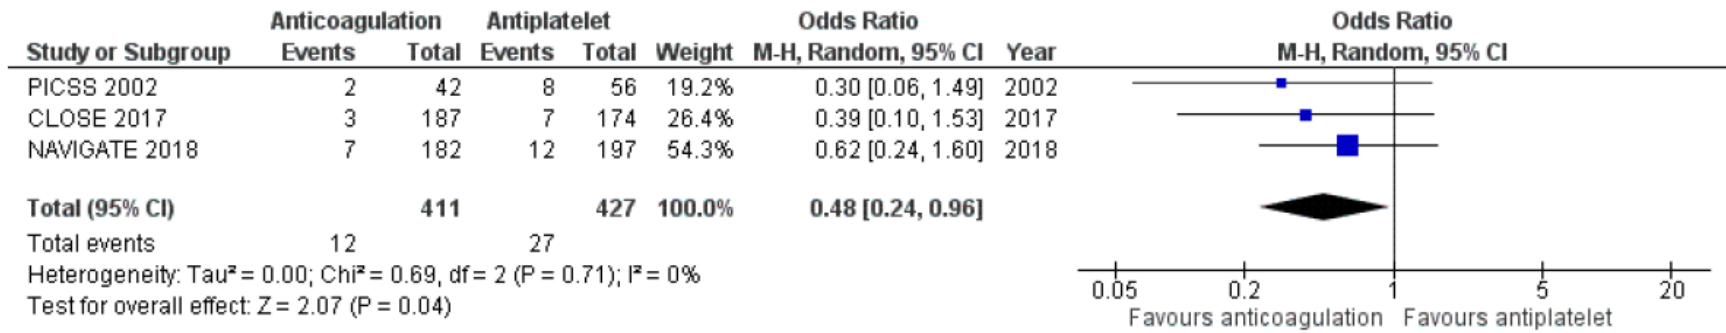 Anticoagulation Antiplatelet Odds Ratio Odds Ratio
Study or Subgroup Events Total Events Total Weight M-H, Random, 95% CI Year M-H, Random, 95% CI
PICSS 2002 2 42 8 56 19.2% 0.30 [0.06, 1.49] 2002
CLOSE 2017 3 187 7 174 26.4% 0.39 [0.10, 1.53] 2017
NAVIGATE 2018 7 182 12 197 54.3% 0.62 [0.24, 1.60] 2018
Total (95% CI) 411 427 100.0% 0.48 [0.24, 0.96]
Total events 12 27
Heterogeneity: Tau² = 0.00; Chi² = 0.69, df = 2 (P = 0.71); I² = 0%
Test for overall effect: Z = 2.07 (P = 0.04)
0.05 0.2 1 5 20
Favours anticoagulation Favours antiplatelet